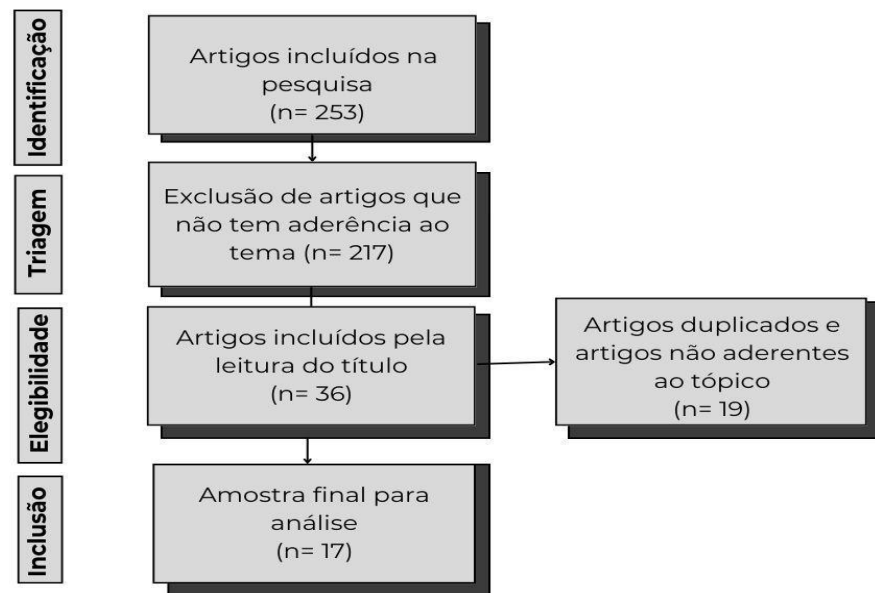 Identificação
Artigos incluídos na
pesquisa
(n= 253)
Triagem
Exclusão de artigos que
não tem aderência ao
tema (n= 217)
Elegibilidade
Artigos incluídos pela
leitura do título
(n= 36)
Artigos duplicados e
artigos não aderentes
ao tópico
(n= 19)
Inclusão
Amostra final para
análise
(n= 17)